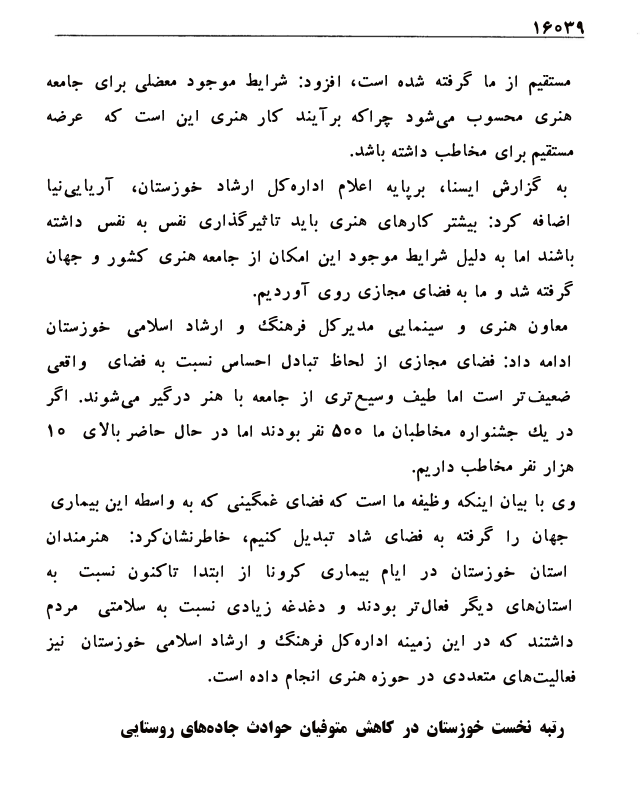 ۱۶۰۳۹
مستقیم از ما گرفته شده است، افزود: شرایط موجود معضلی برای جامعه
هنری محسوب می‌شود چراکه برآیند کار هنری این است که عرضه
مستقیم برای مخاطب داشته باشد.
به گزارش ایسنا، برپایه اعلام اداره‌کل ارشاد خوزستان، آریایی‌نیا
اضافه کرد: بیشتر کارهای هنری باید تاثیرگذاری نفس به نفس داشته
باشند اما به دلیل شرایط موجود این امکان از جامعه هنری کشور و جهان
گرفته شد و ما به فضای مجازی روی آوردیم.
معاون هنری و سینمایی مدیرکل فرهنگ و ارشاد اسلامی خوزستان
ادامه داد: فضای مجازی از لحاظ تبادل احساس نسبت به فضای واقعی
ضعیف‌تر است اما طیف وسیع‌تری از جامعه با هنر درگیر می‌شوند. اگر
در یك جشنواره مخاطبان ما ۵۰۰ نفر بودند اما در حال حاضر بالای ۱۰
هزار نفر مخاطب داریم.
وی با بیان اینکه وظیفه ما است که فضای غمگینی که به واسطه این بیماری
جهان را گرفته به فضای شاد تبدیل کنیم، خاطرنشان‌کرد: هنرمندان
استان خوزستان در ایام بیماری کرونا از ابتدا تاکنون نسبت به
استان‌های دیگر فعال‌تر بودند و دغدغه زیادی نسبت به سلامتی مردم
داشتند که در این زمینه اداره‌کل فرهنگ و ارشاد اسلامی خوزستان نیز
فعالیت‌های متعددی در حوزه هنری انجام داده است.
رتبه نخست خوزستان در کاهش متوفیان حوادث جاده‌های روستایی